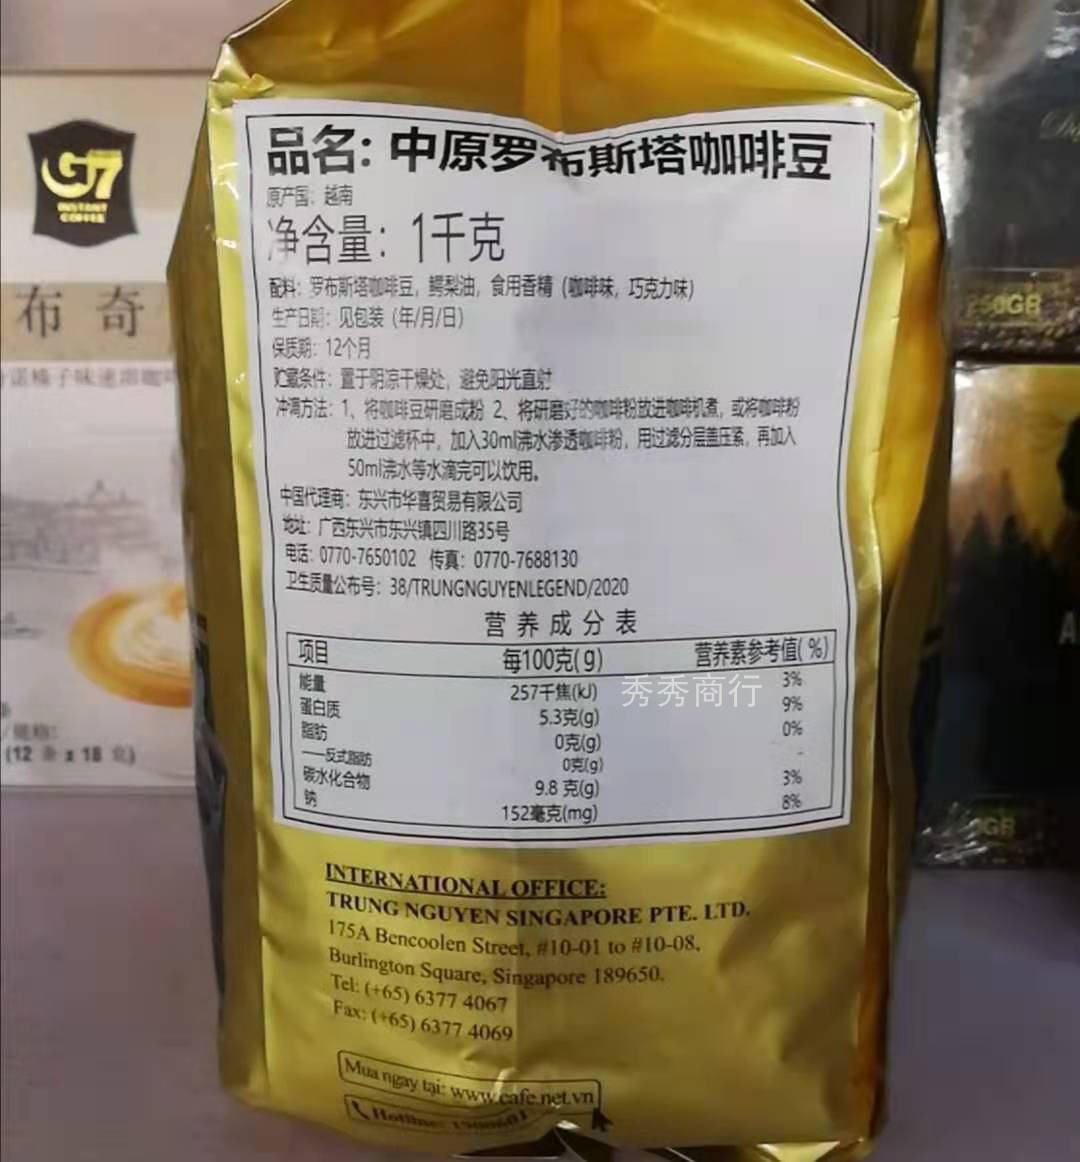 品名：中原罗布斯塔咖啡豆
原产国：越南
净含量：1千克
配料：罗布斯塔咖啡豆，鳄梨油，食用香精（咖啡味，巧克力味）
生产日期：见包装（年/月/日）
保质期：12个月
贮藏条件：置于阴凉干燥处，避免阳光直射
冲调方法：1、将咖啡豆研磨成粉 2、将研磨好的咖啡粉放进咖啡机煮，或将咖啡粉
放进过滤杯中，加入30ml沸水渗透咖啡粉，用过滤分层盖压紧，再加入
50ml沸水等水滴完可以饮用。
中国代理商：东兴市华喜贸易有限公司
地址：广西东兴市东兴镇四川路35号
电话：0770-7650102 传真：0770-7688130
卫生质量公布号：38/TRUNGNGUYENLEGEND/2020
营养成分表
项目 每100克(g) 营养素参考值(%)
能量 257千焦(kJ) 3%
蛋白质 5.3克(g) 9%
脂肪 0克(g) 0%
——反式脂肪 0克(g) -
碳水化合物 9.8 克(g) 3%
钠 152毫克(mg) 8%
秀秀商行
INTERNATIONAL OFFICE:
TRUNG NGUYEN SINGAPORE PTE. LTD.
175A Bencoolen Street, #10-01 to #10-08,
Burlington Square, Singapore 189650.
Tel: (+65) 6377 4067
Fax: (+65) 6377 4069
Mua ngay tại: www.cafe.net.vn
Hotline:
G7
INSTANT
COFFEE
布奇
榛子味速溶咖啡
(12 条 x 18 克)
250GR